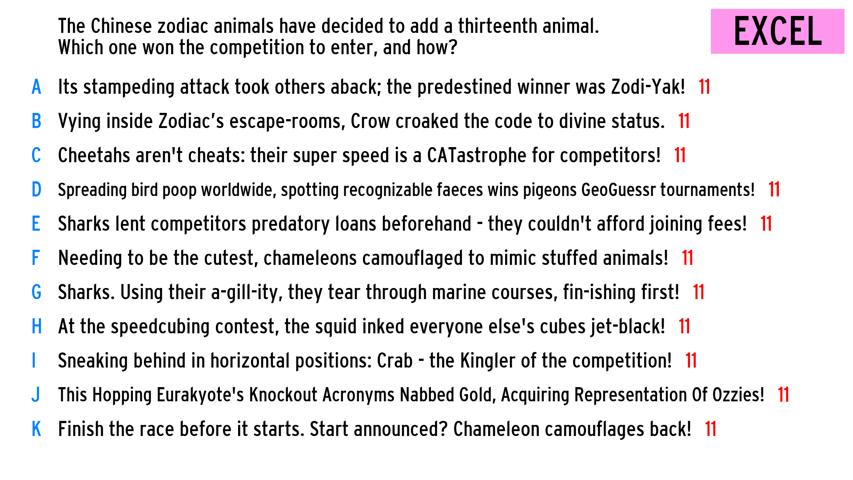 The Chinese zodiac animals have decided to add a thirteenth animal.
Which one won the competition to enter, and how?
EXCEL
A Its stampeding attack took others aback; the predestined winner was Zodi-Yak! 11
B Vying inside Zodiac's escape-rooms, Crow croaked the code to divine status. 11
C Cheetahs aren't cheats: their super speed is a CATastrophe for competitors! 11
D Spreading bird poop worldwide, spotting recognizable faeces wins pigeons GeoGuessr tournaments! 11
E Sharks lent competitors predatory loans beforehand - they couldn't afford joining fees! 11
F Needing to be the cutest, chameleons camouflaged to mimic stuffed animals! 11
G Sharks. Using their a-gill-ity, they tear through marine courses, fin-ishing first! 11
H At the speedcubing contest, the squid inked everyone else's cubes jet-black! 11
I Sneaking behind in horizontal positions: Crab - the Kingler of the competition! 11
J This Hopping Eurakyote's Knockout Acronyms Nabbed Gold, Acquiring Representation Of Ozzies! 11
K Finish the race before it starts. Start announced? Chameleon camouflages back! 11